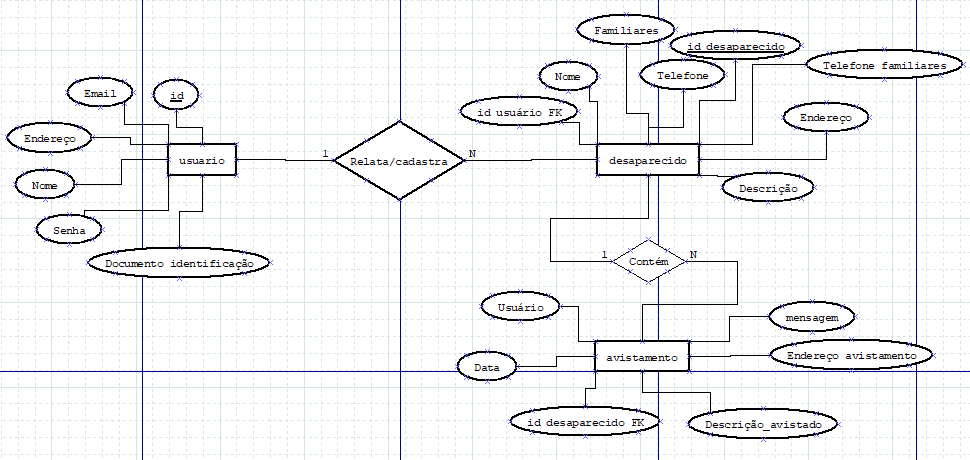 Familiares
id desaparecido
Telefone familiares
Nome
Telefone
Email
id
id usuário FK
Endereço
Endereço
usuario
1
Relata/cadastra
N
desaparecido
Nome
Descrição
Senha
Documento identificação
1
Contém
N
Usuário
mensagem
avistamento
Endereço avistamento
Data
id desaparecido FK
Descrição_avistado